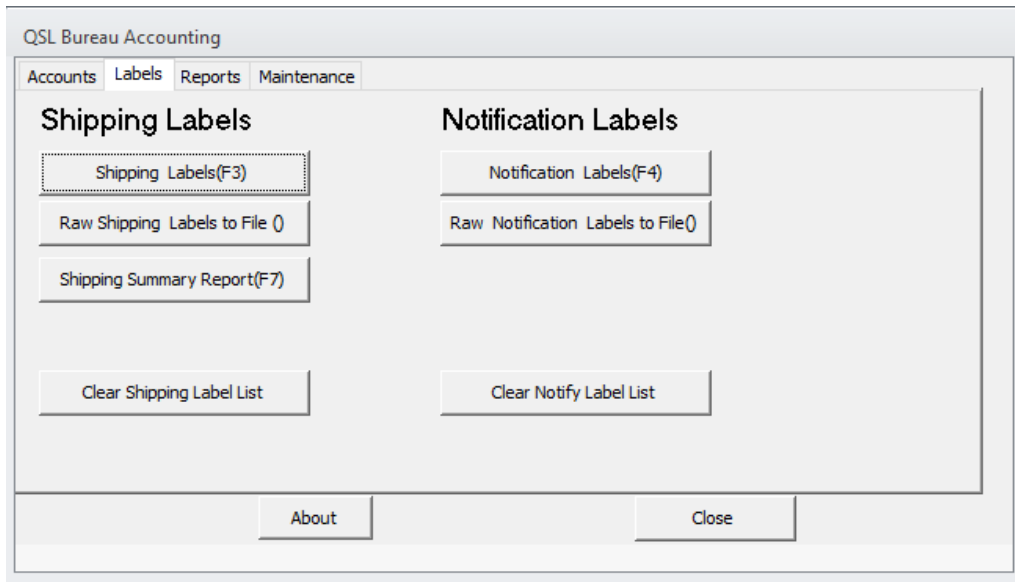 QSL Bureau Accounting
Accounts Labels Reports Maintenance
Shipping Labels Notification Labels
Shipping Labels(F3) Notification Labels(F4)
Raw Shipping Labels to File () Raw Notification Labels to File()
Shipping Summary Report(F7)
Clear Shipping Label List Clear Notify Label List
About Close